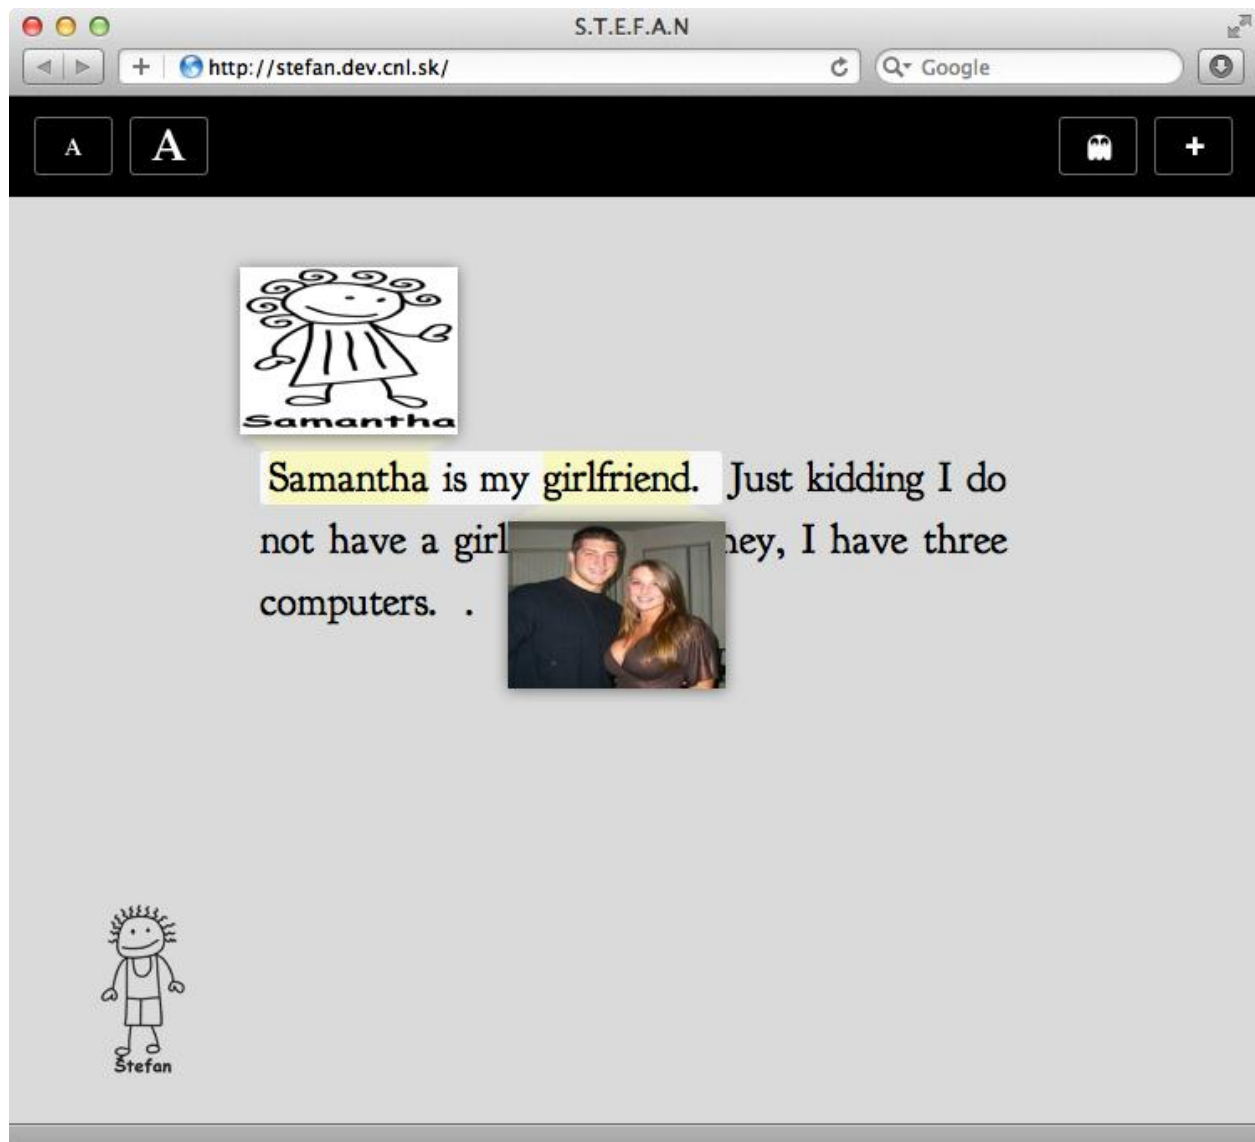 S.T.E.F.A.N
http://stefan.dev.cnl.sk/
Google
A A +
Samantha
Samantha is my girlfriend. Just kidding I do
not have a girl ney, I have three
computers. .
Štefan